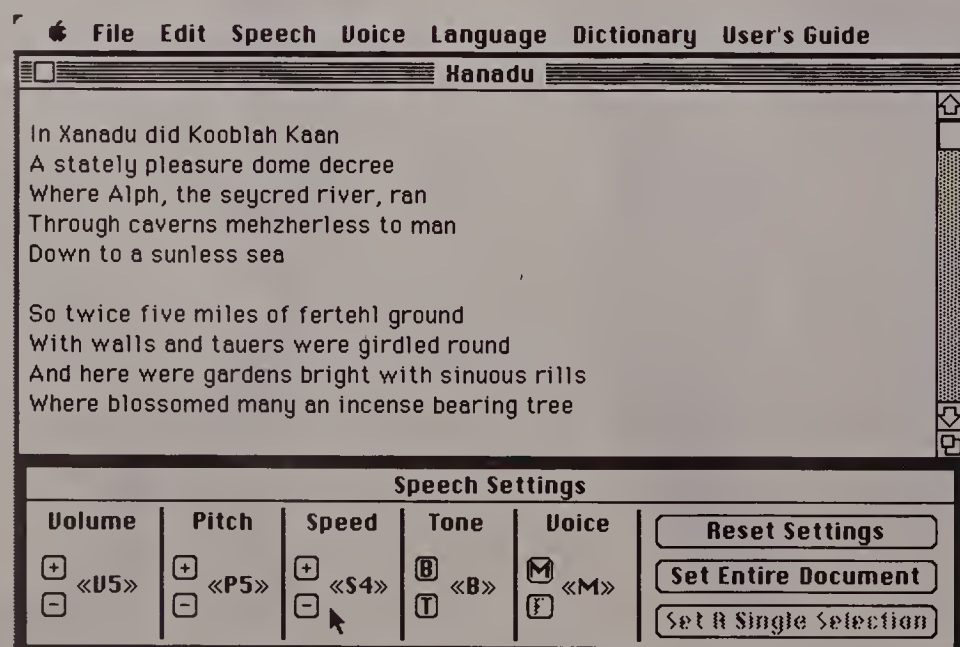 File Edit Speech Voice Language Dictionary User's Guide
Xanadu
In Xanadu did Kooblah Kaan
A stately pleasure dome decree
Where Alph, the seycred river, ran
Through caverns mehzherless to man
Down to a sunless sea
So twice five miles of fertehl ground
With walls and tauers were girdled round
And here were gardens bright with sinuous rills
Where blossomed many an incense bearing tree
Speech Settings
Volume Pitch Speed Tone Voice
Reset Settings
+ + + B M
«V5» «P5» «S4» «B» «M»
Set Entire Document
- - - T F
Set A Single Selection